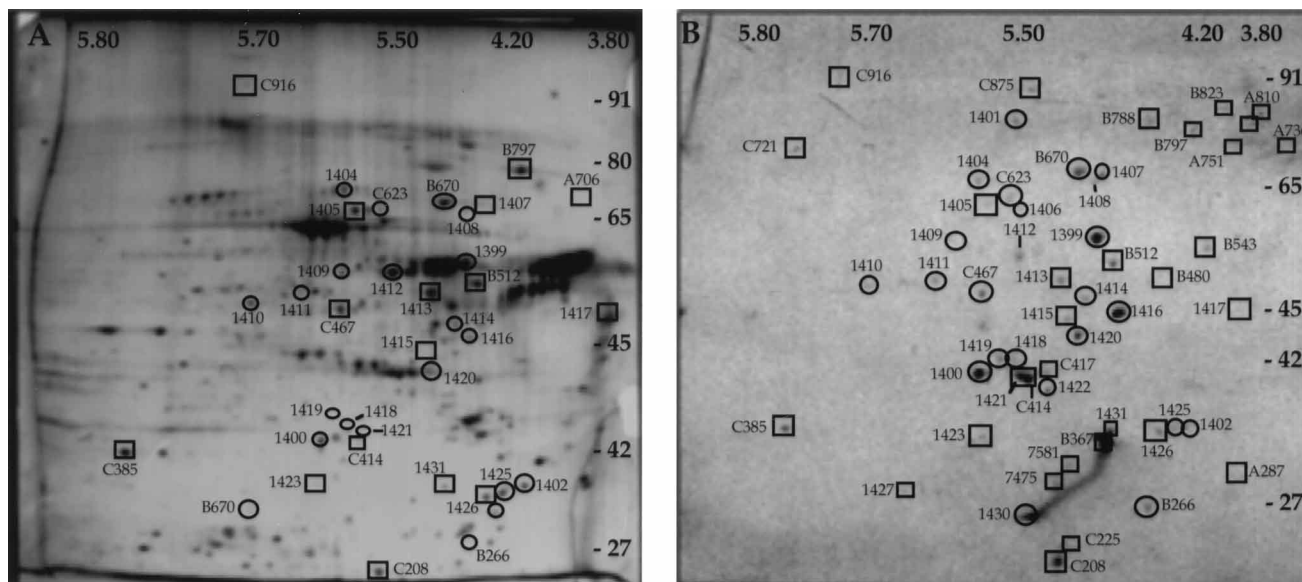 A
5.80 5.70 5.50 4.20 3.80
C916
- 91
B797
- 80
1404
C623
B670
A706
1405
1407
- 65
1408
1399
1409
1412
B512
1411
1413
1410
C467
1414
1417
1416
1415
- 45
1420
1419
1418
1400
1421
C414
- 42
C385
1423
1431
1425
1402
1426
B670
- 27
B266
C208
B
5.80 5.70 5.50 4.20 3.80
C916
C875
- 91
B823
A810
1401
B788
C721
B797
A751
1404
B670
1407
C623
- 65
1405
1406
1408
1412
1409
1399
B543
B512
1411
1410
C467
1413
B480
1414
1417
- 45
1415
1416
1420
1419
1418
- 42
C417
1400
1421
C414
1422
C385
1431
1425
1402
1423
B367
1426
7581
A287
7475
1427
- 27
B266
1430
C225
C208